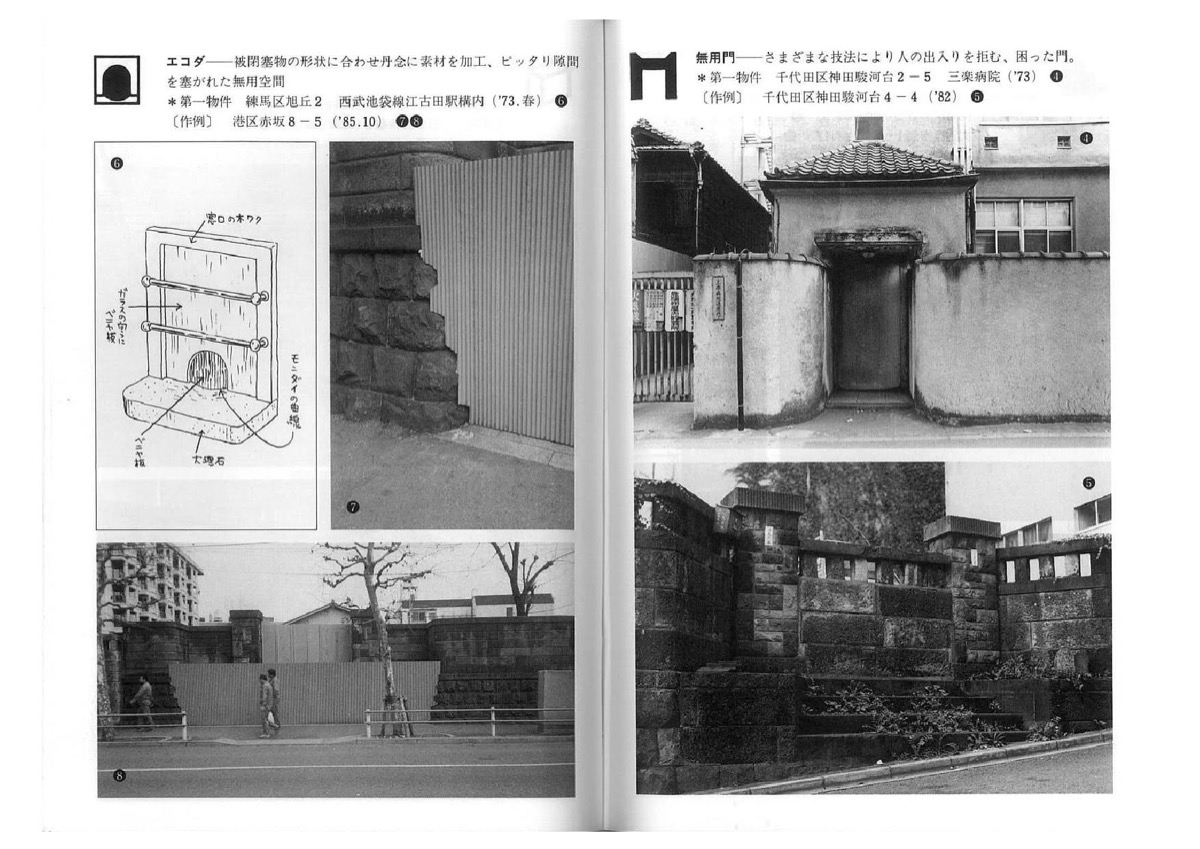 無用門――さまざまな技法により人の出入りを拒む、困った門。
＊第一物件　千代田区神田駿河台2－5　三楽病院（'73）❹
〔作例〕　千代田区神田駿河台4－4（'82）❺
❹
❺
エコダ――被閉塞物の形状に合わせ丹念に素材を加工、ピッタリ隙間
を塞がれた無用空間
＊第一物件　練馬区旭丘2　西武池袋線江古田駅構内（'73.春）❻
〔作例〕　港区赤坂8－5（'85.10）❼❽
❻
窓口の木ワク
ガラスの向うに
ベニヤ板
モンダイの曲線
ベニヤ板
大理石
❼
❽